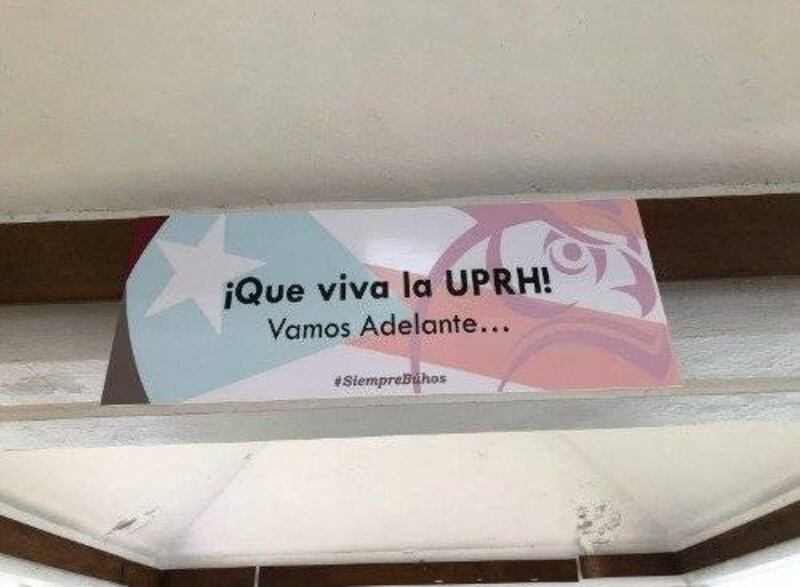 ¡Que viva la UPRH!
Vamos Adelante...
#SiempreBúhos